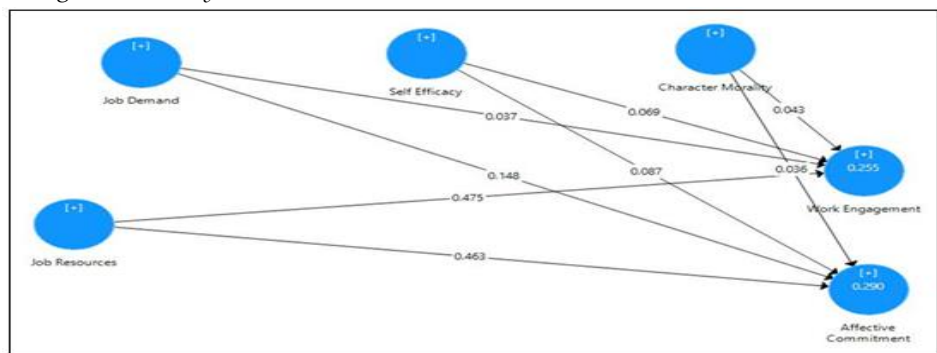 [+]
Job Demand
[+]
Self Efficacy
[+]
Character Morality
0.043
0.069
0.037
[+]
0.255
Work Engagement
0.036
0.087
0.148
0.475
[+]
Job Resources
0.463
[+]
0.290
Affective
Commitment